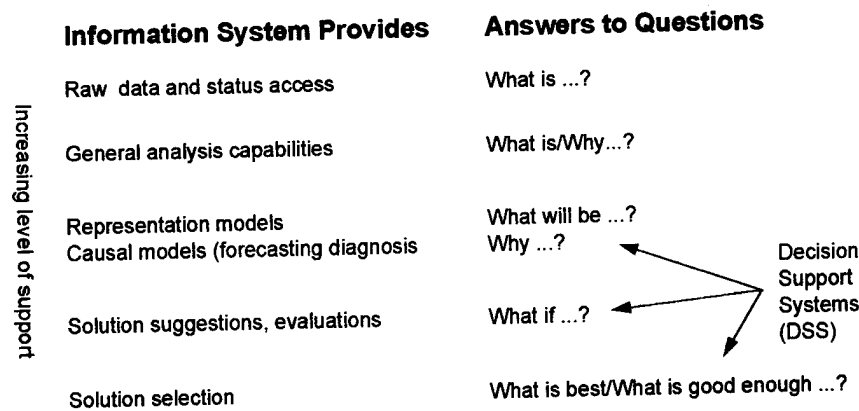 Information System Provides Answers to Questions
Raw data and status access What is ...?
General analysis capabilities What is/Why...?
Representation models What will be ...?
Causal models (forecasting diagnosis Why ...?
Solution suggestions, evaluations What if ...?
Solution selection What is best/What is good enough ...?
Increasing level of support
Decision
Support
Systems
(DSS)